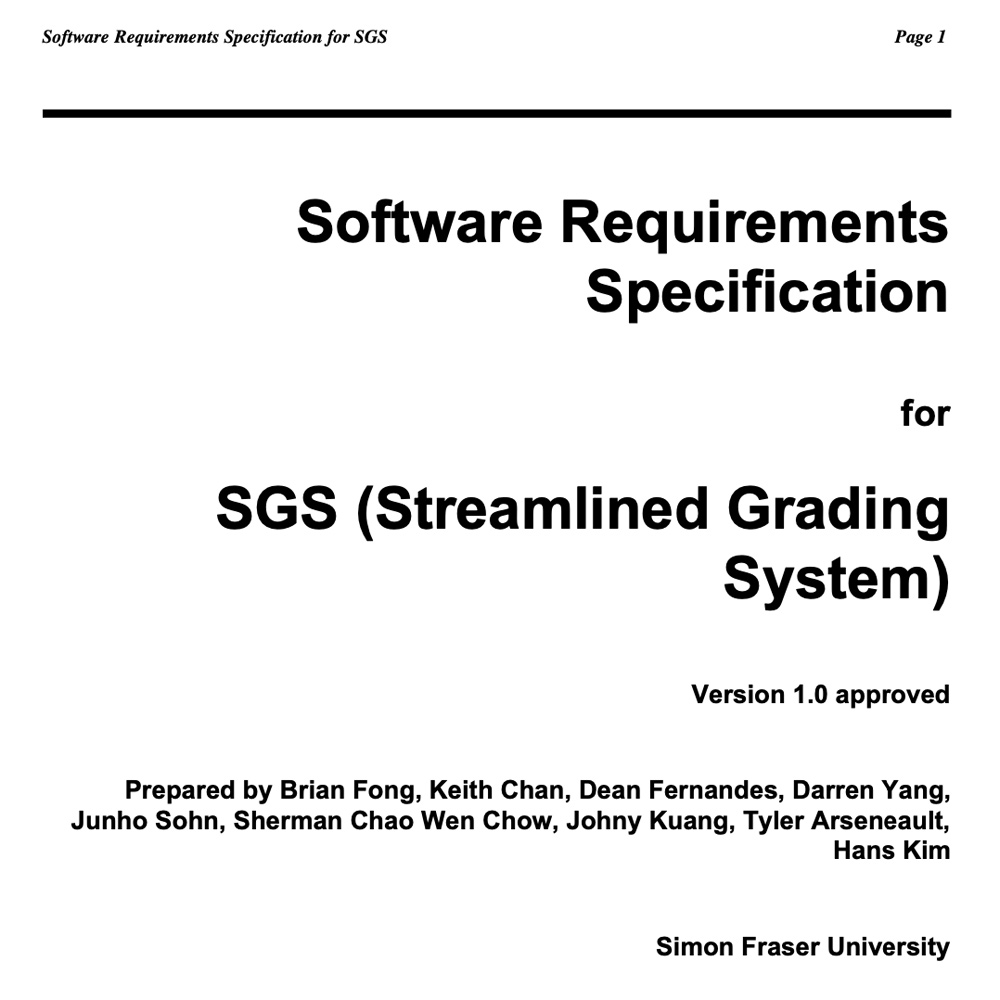 Software Requirements Specification for SGS Page 1
Software Requirements
Specification
for
SGS (Streamlined Grading
System)
Version 1.0 approved
Prepared by Brian Fong, Keith Chan, Dean Fernandes, Darren Yang,
Junho Sohn, Sherman Chao Wen Chow, Johny Kuang, Tyler Arseneault,
Hans Kim
Simon Fraser University